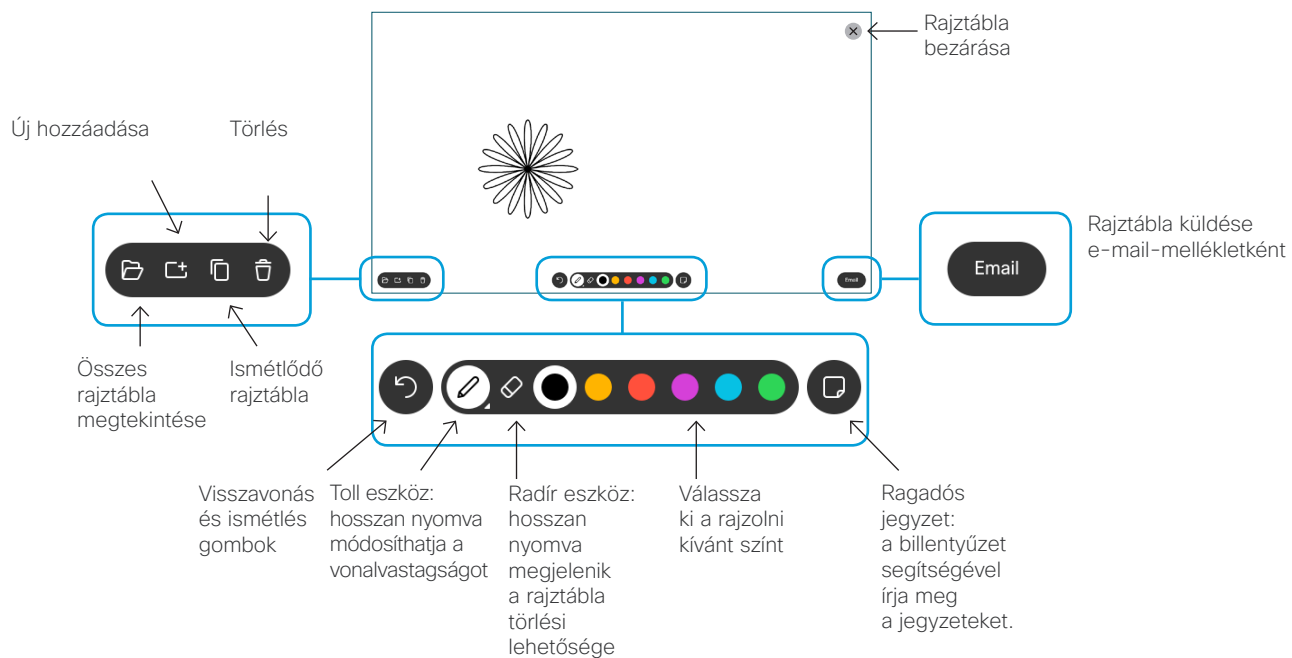 Rajztábla
bezárása
Új hozzáadása
Törlés
Rajztábla küldése
e-mail-mellékletként
Email
Email
Összes
rajztábla
megtekintése
Ismétlődő
rajztábla
Visszavonás
és ismétlés
gombok
Toll eszköz:
hosszan nyomva
módosíthatja a
vonalvastagságot
Radír eszköz:
hosszan
nyomva
megjelenik
a rajztábla
törlési
lehetősége
Válassza
ki a rajzolni
kívánt színt
Ragadós
jegyzet:
a billentyűzet
segítségével
írja meg
a jegyzeteket.